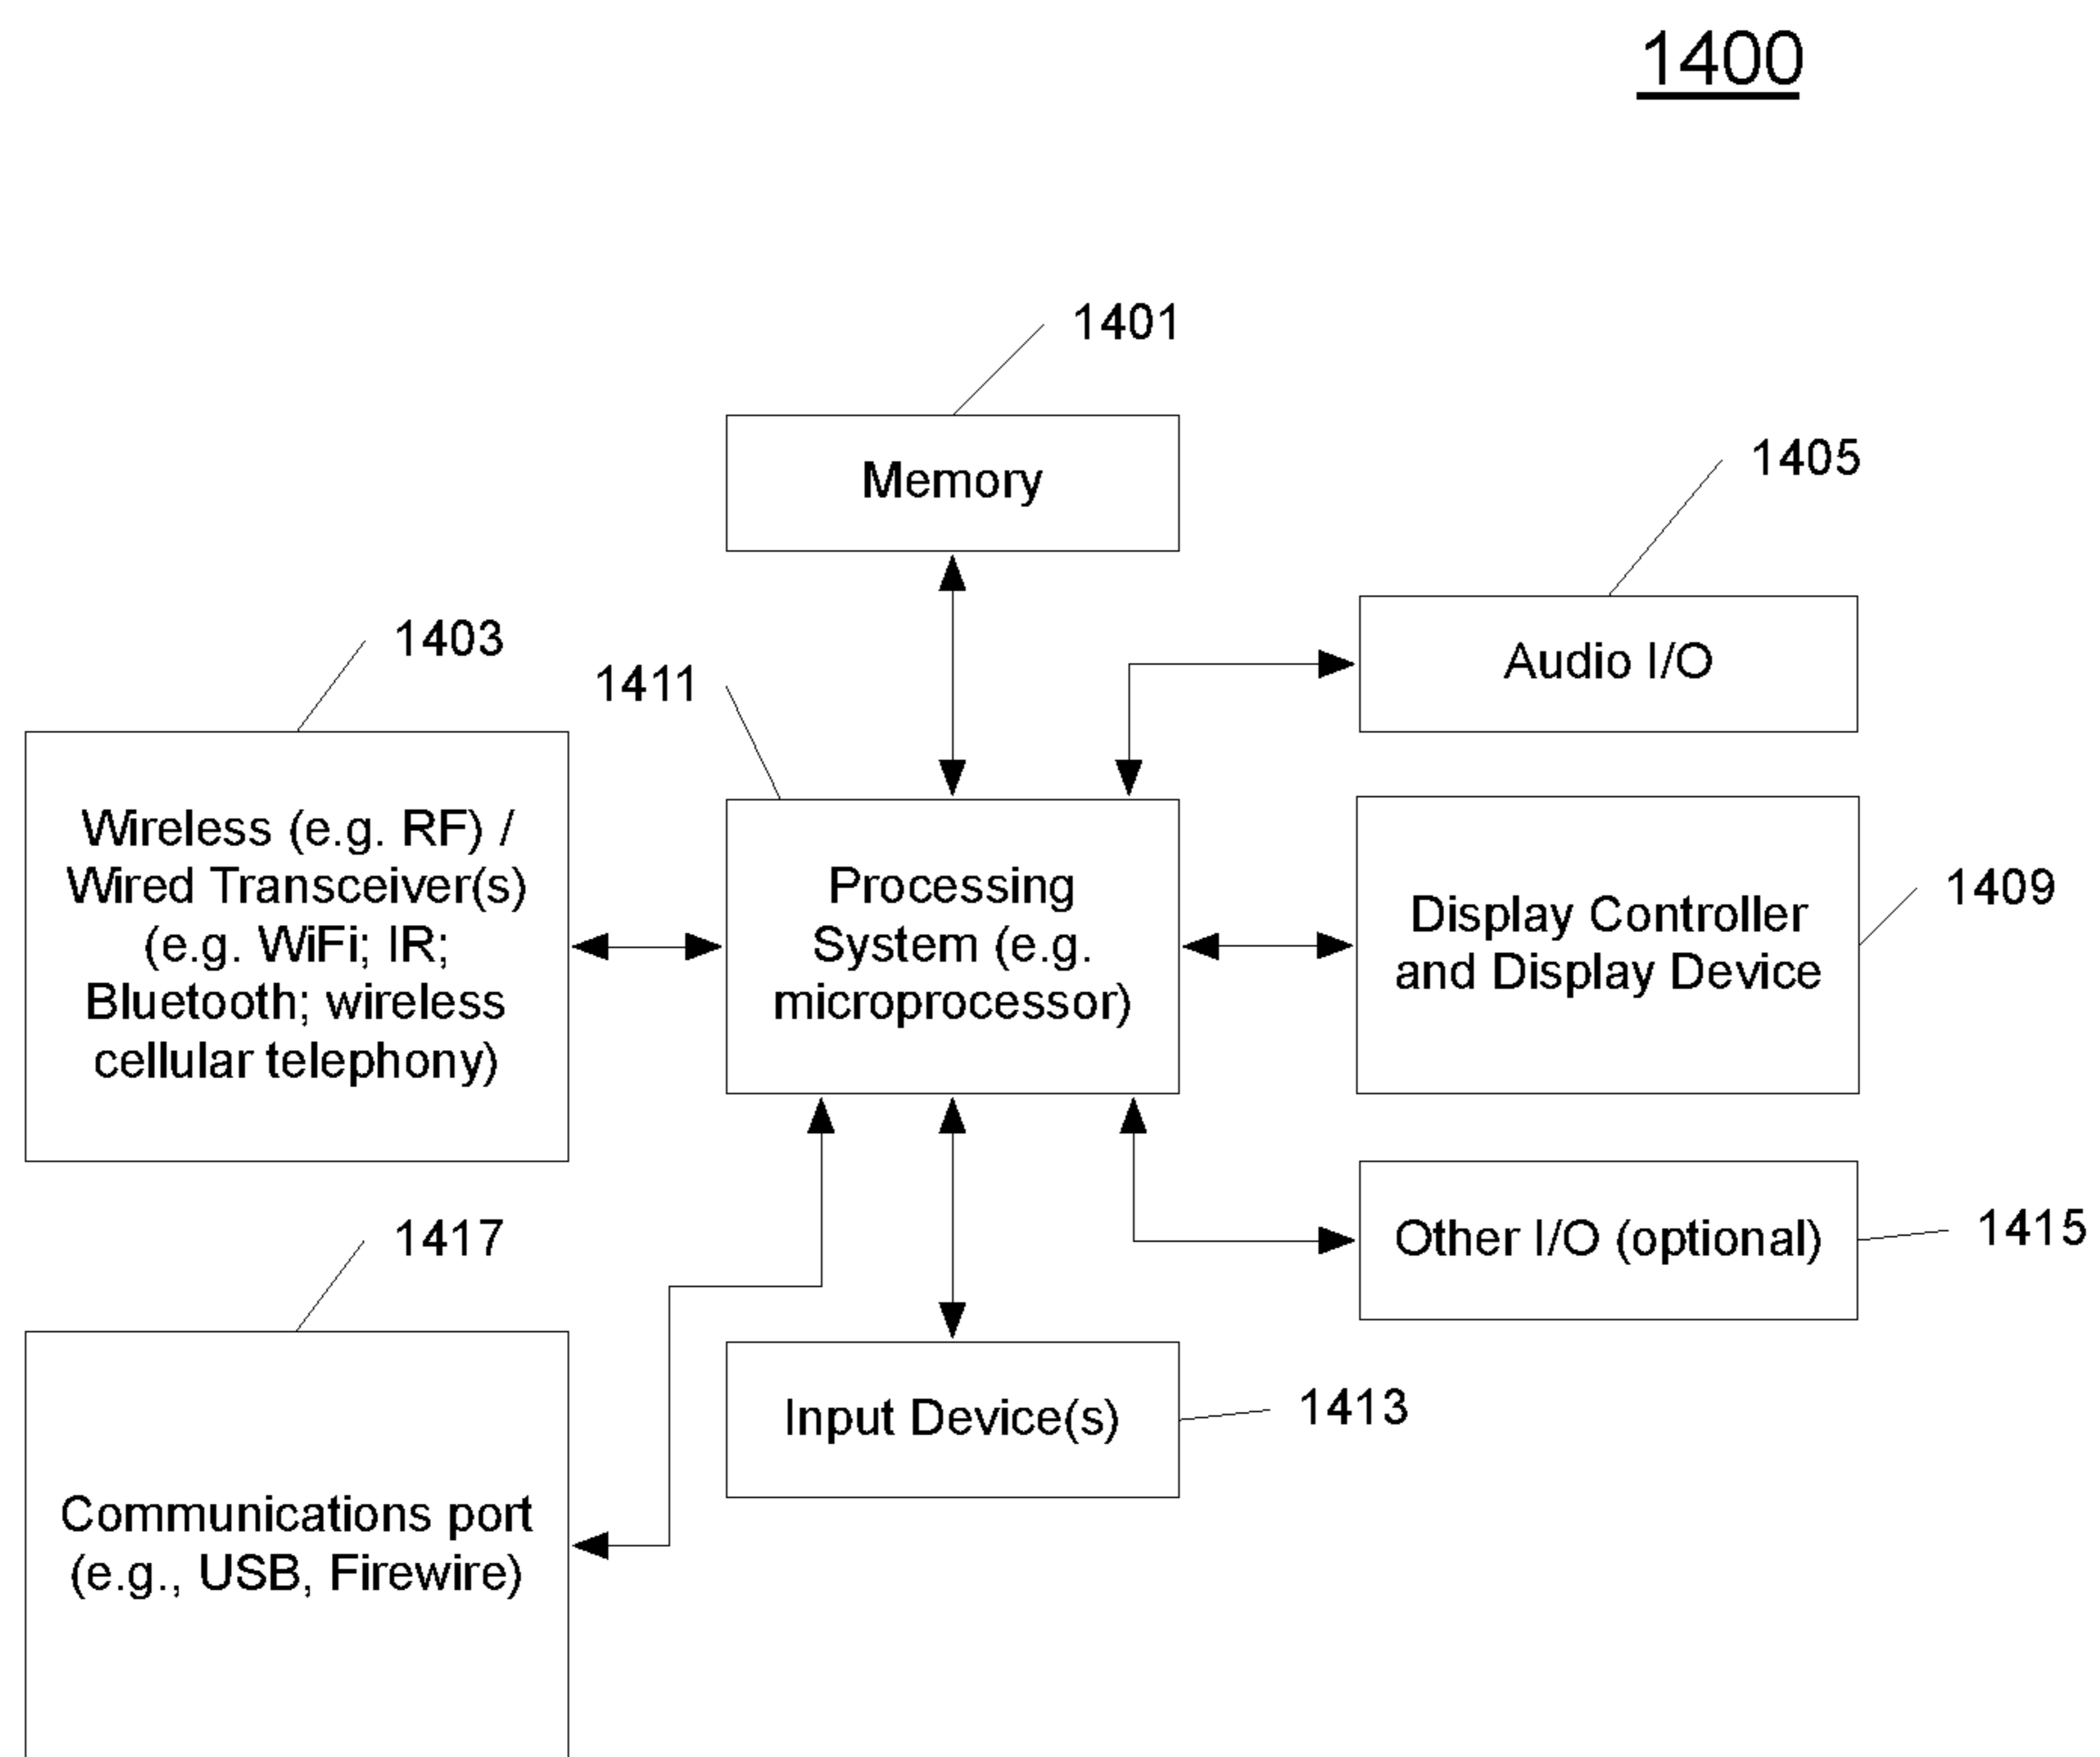 1400
1401
Memory
1405
Audio I/O
1403
1411
Wireless (e.g. RF) /
Wired Transceiver(s)
(e.g. WiFi; IR;
Bluetooth; wireless
cellular telephony)
Processing
System (e.g.
microprocessor)
Display Controller
and Display Device
1409
1417
Other I/O (optional)
1415
Input Device(s)
1413
Communications port
(e.g., USB, Firewire)